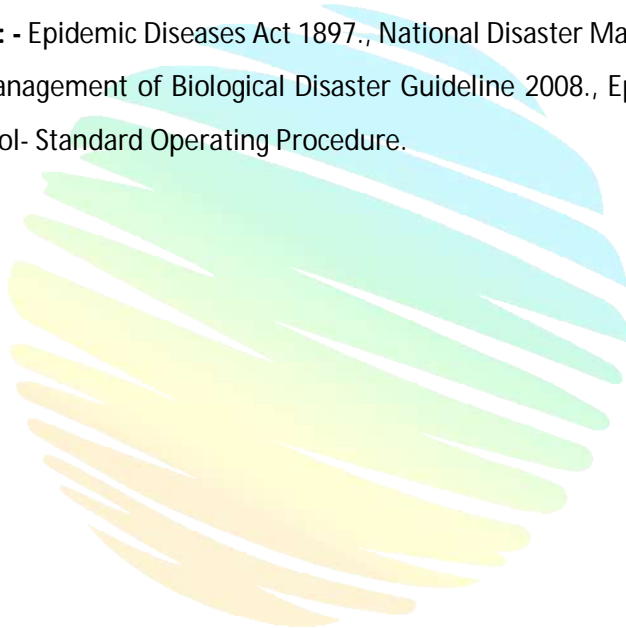 : - Epidemic Diseases Act 1897., National Disaster Ma
anagement of Biological Disaster Guideline 2008., Ep
ol- Standard Operating Procedure.